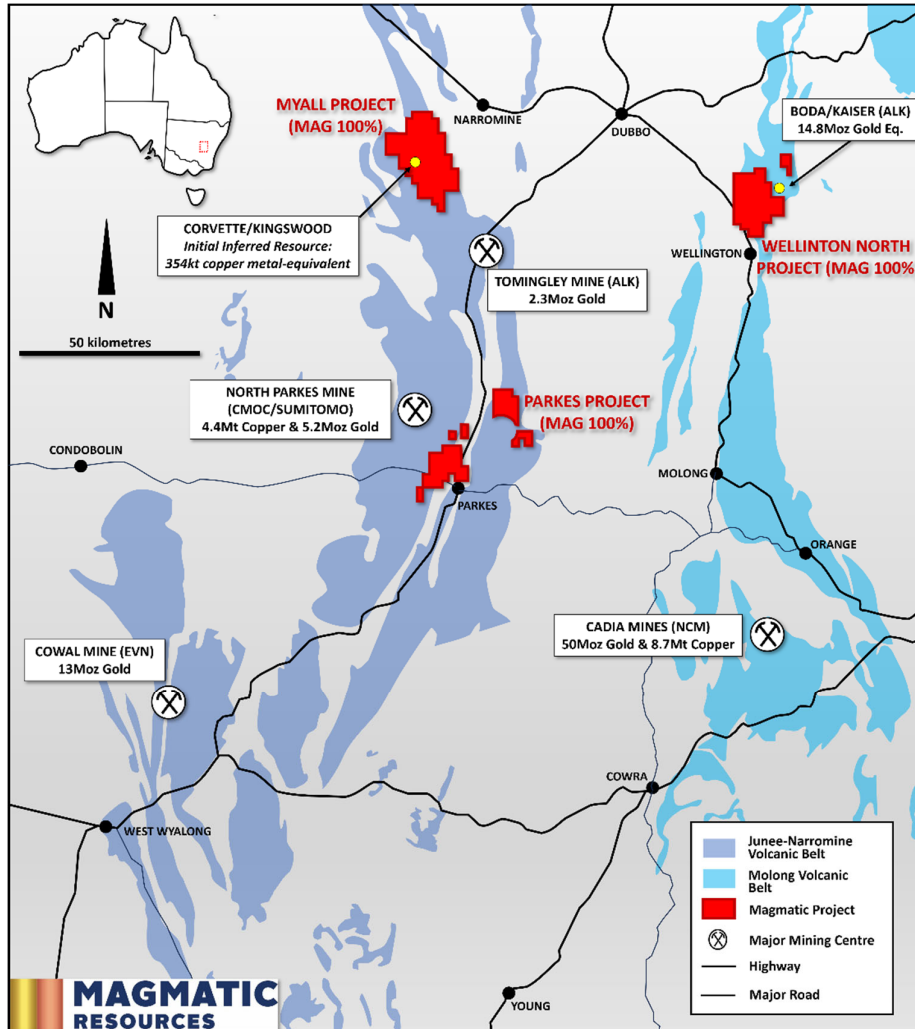 MYALL PROJECT
(MAG 100%)
NARROMINE
DUBBO
BODA/KAISER (ALK)
14.8Moz Gold Eq.
CORVETTE/KINGSWOOD
Initial Inferred Resource:
354kt copper metal-equivalent
WELLINGTON
WELLINTON NORTH
PROJECT (MAG 100%
TOMINGLEY MINE (ALK)
2.3Moz Gold
N
50 kilometres
NORTH PARKES MINE
(CMOC/SUMITOMO)
4.4Mt Copper & 5.2Moz Gold
PARKES PROJECT
(MAG 100%)
CONDOBOLIN
MOLONG
PARKES
ORANGE
CADIA MINES (NCM)
50Moz Gold & 8.7Mt Copper
COWAL MINE (EVN)
13Moz Gold
COWRA
WEST WYALONG
Junee-Narromine
Volcanic Belt
Molong Volcanic
Belt
Magmatic Project
Major Mining Centre
Highway
Major Road
YOUNG
MAGMATIC
RESOURCES